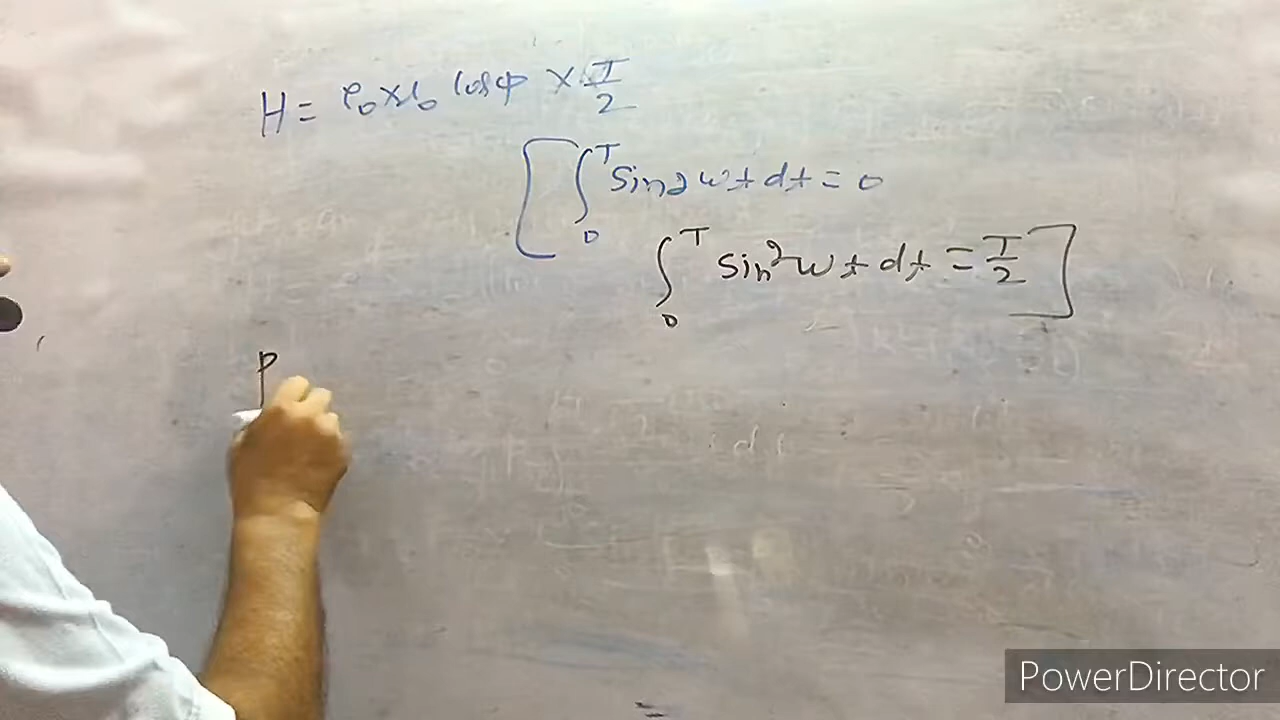 H = e₀ × i₀ cosφ × T/2
[ ∫₀ᵀ sin2ωt dt = 0
∫₀ᵀ sin²ωt dt = T/2 ]
P
PowerDirector